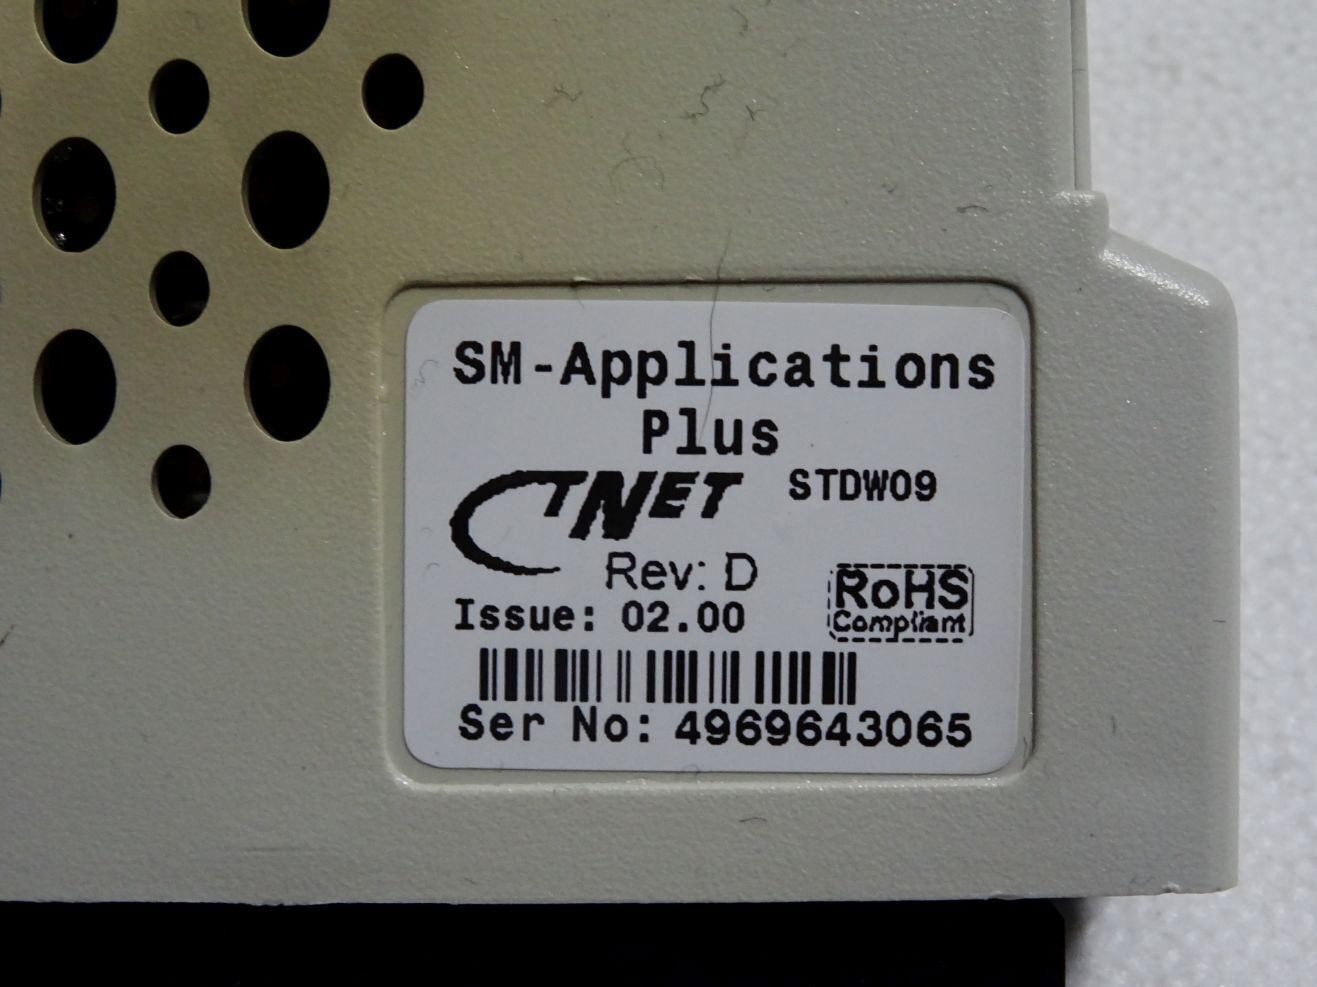 SM-Applications
Plus
CTNET STDW09
Rev: D
Issue: 02.00
RoHS
Compliant
Ser No: 4969643065